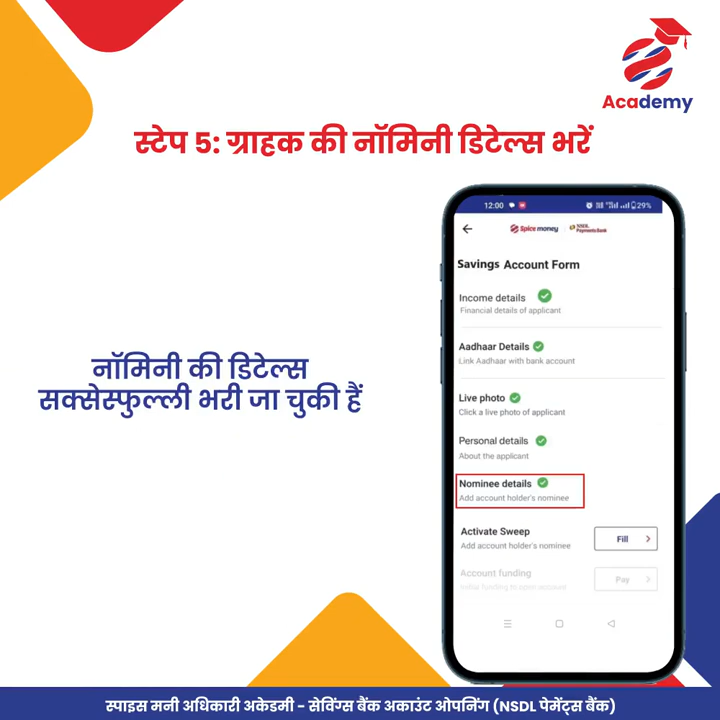 Academy
स्टेप 5: ग्राहक की नॉमिनी डिटेल्स भरें
12:00
29%
Spice money
NSDL
Payments Bank
Savings Account Form
Income details
Financial details of applicant
Aadhaar Details
Link Aadhaar with bank account
Live photo
Click a live photo of applicant
Personal details
About the applicant
Nominee details
Add account holder's nominee
Activate Sweep
Add account holder's nominee
Fill
Account funding
Pay
नॉमिनी की डिटेल्स
सक्सेस्फुल्ली भरी जा चुकी हैं
स्पाइस मनी अधिकारी अकेडमी - सेविंग्स बैंक अकाउंट ओपनिंग (NSDL पेमेंट्स बैंक)